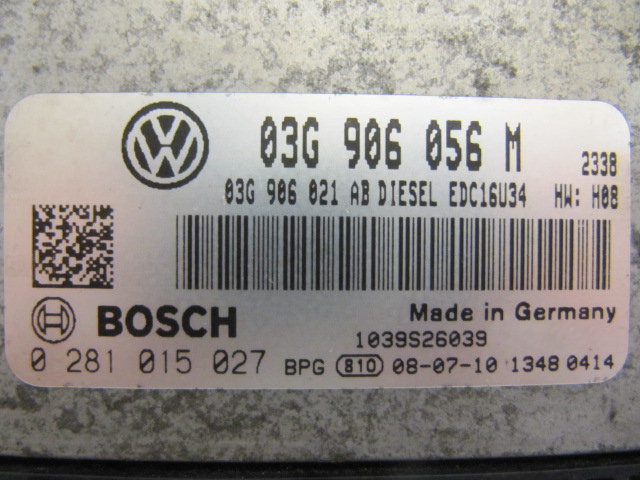 03G 906 056 M 2338
03G 906 021 AB DIESEL EDC16U34 HW: H08
BOSCH Made in Germany
1039S26039
0 281 015 027 BPG 810 08-07-10 1348 0414